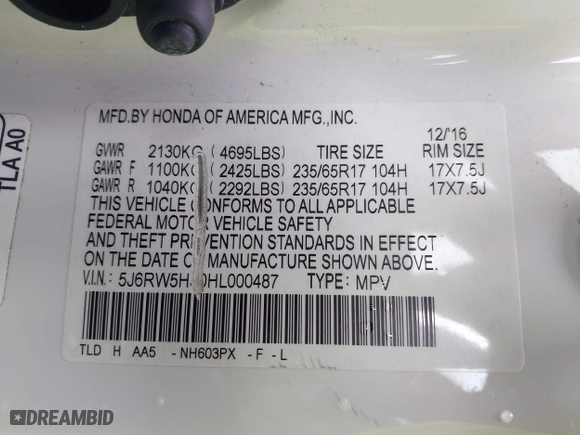 MFD.BY HONDA OF AMERICA MFG.,INC.
12/'16
GVWR 2130KG ( 4695LBS) TIRE SIZE RIM SIZE
GAWR F 1100KG ( 2425LBS) 235/65R17 104H 17X7.5J
GAWR R 1040KG ( 2292LBS) 235/65R17 104H 17X7.5J
THIS VEHICLE CONFORMS TO ALL APPLICABLE
FEDERAL MOTOR VEHICLE SAFETY
AND THEFT PREVENTION STANDARDS IN EFFECT
ON THE DATE OF MANUFACTURE SHOWN ABOVE.
V.I.N.: TYPE: MPV
TLD H AA5 -NH603PX -F -L
TLA A0
DREAMBID